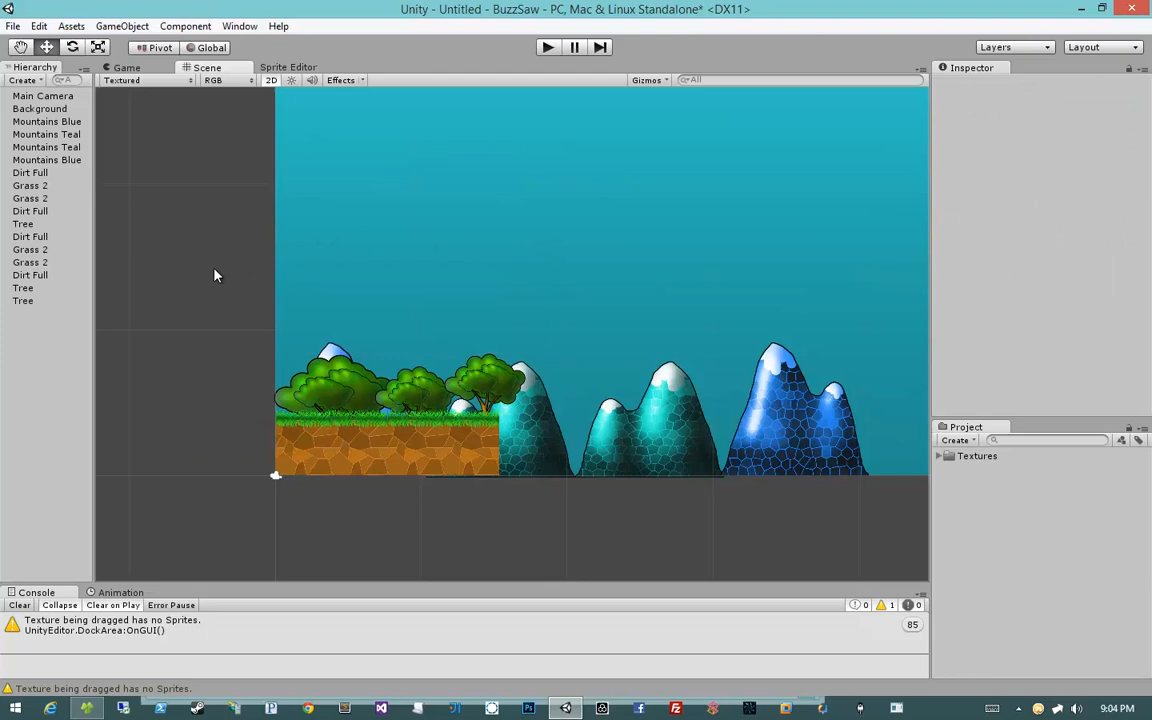 Unity - Untitled - BuzzSaw - PC, Mac & Linux Standalone* <DX11>
File Edit Assets GameObject Component Window Help
Pivot Global Layers Layout
Hierarchy Game Scene Sprite Editor Inspector
Create A Textured RGB 2D Effects Gizmos All
Main Camera
Background
Mountains Blue
Mountains Teal
Mountains Teal
Mountains Blue
Dirt Full
Grass 2
Grass 2
Dirt Full
Tree
Dirt Full
Grass 2
Grass 2
Dirt Full
Tree
Tree
Project
Create
Textures
Console Animation
Clear Collapse Clear on Play Error Pause 0 1 0
Texture being dragged has no Sprites.
UnityEditor.DockArea:OnGUI()
85
Texture being dragged has no Sprites.
9:04 PM